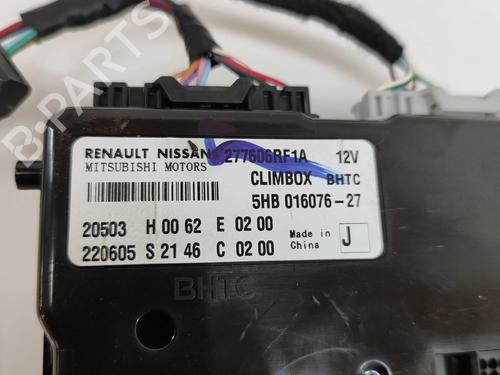 RENAULT NISSAN 277606RF1A 12V
MITSUBISHI MOTORS CLIMBOX BHTC
5HB 016076-27
20503 H 00 62 E 02 00
220605 S 21 46 C 02 00
Made in China J
BHTC
B-PARTS